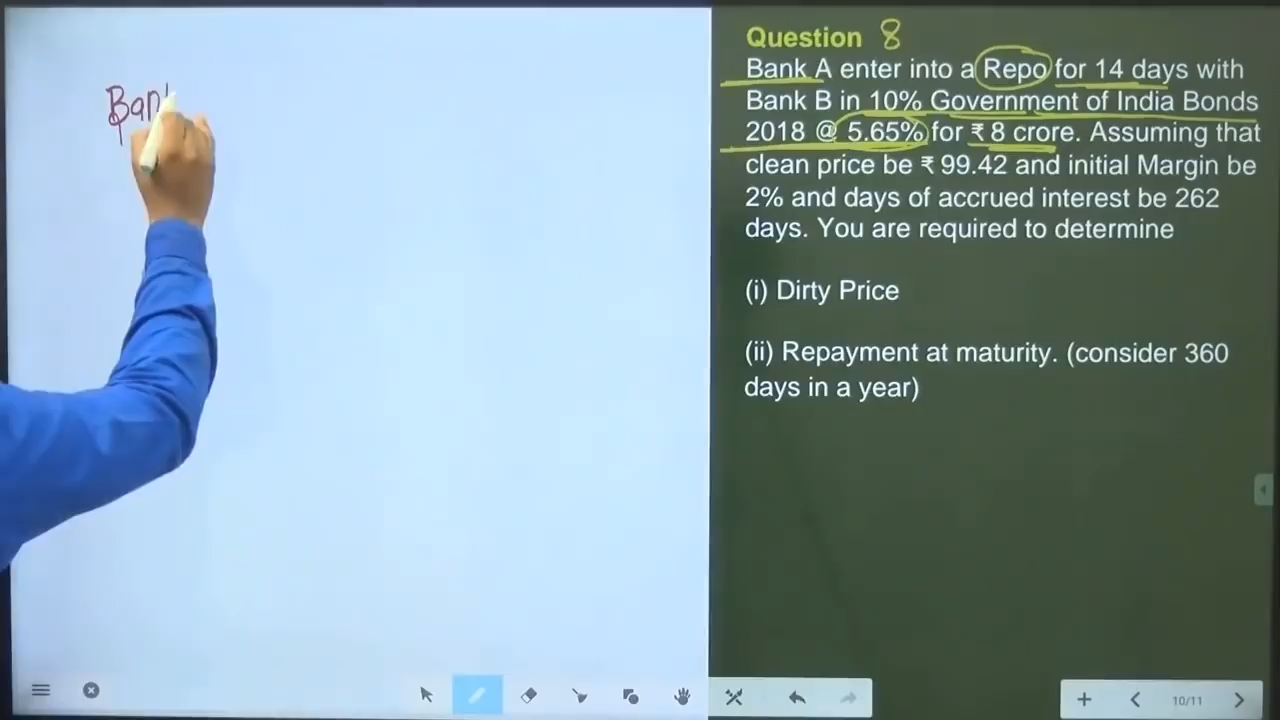 Ban
Question 8
Bank A enter into a Repo for 14 days with
Bank B in 10% Government of India Bonds
2018 @ 5.65% for ₹ 8 crore. Assuming that
clean price be ₹ 99.42 and initial Margin be
2% and days of accrued interest be 262
days. You are required to determine
(i) Dirty Price
(ii) Repayment at maturity. (consider 360
days in a year)
10/11